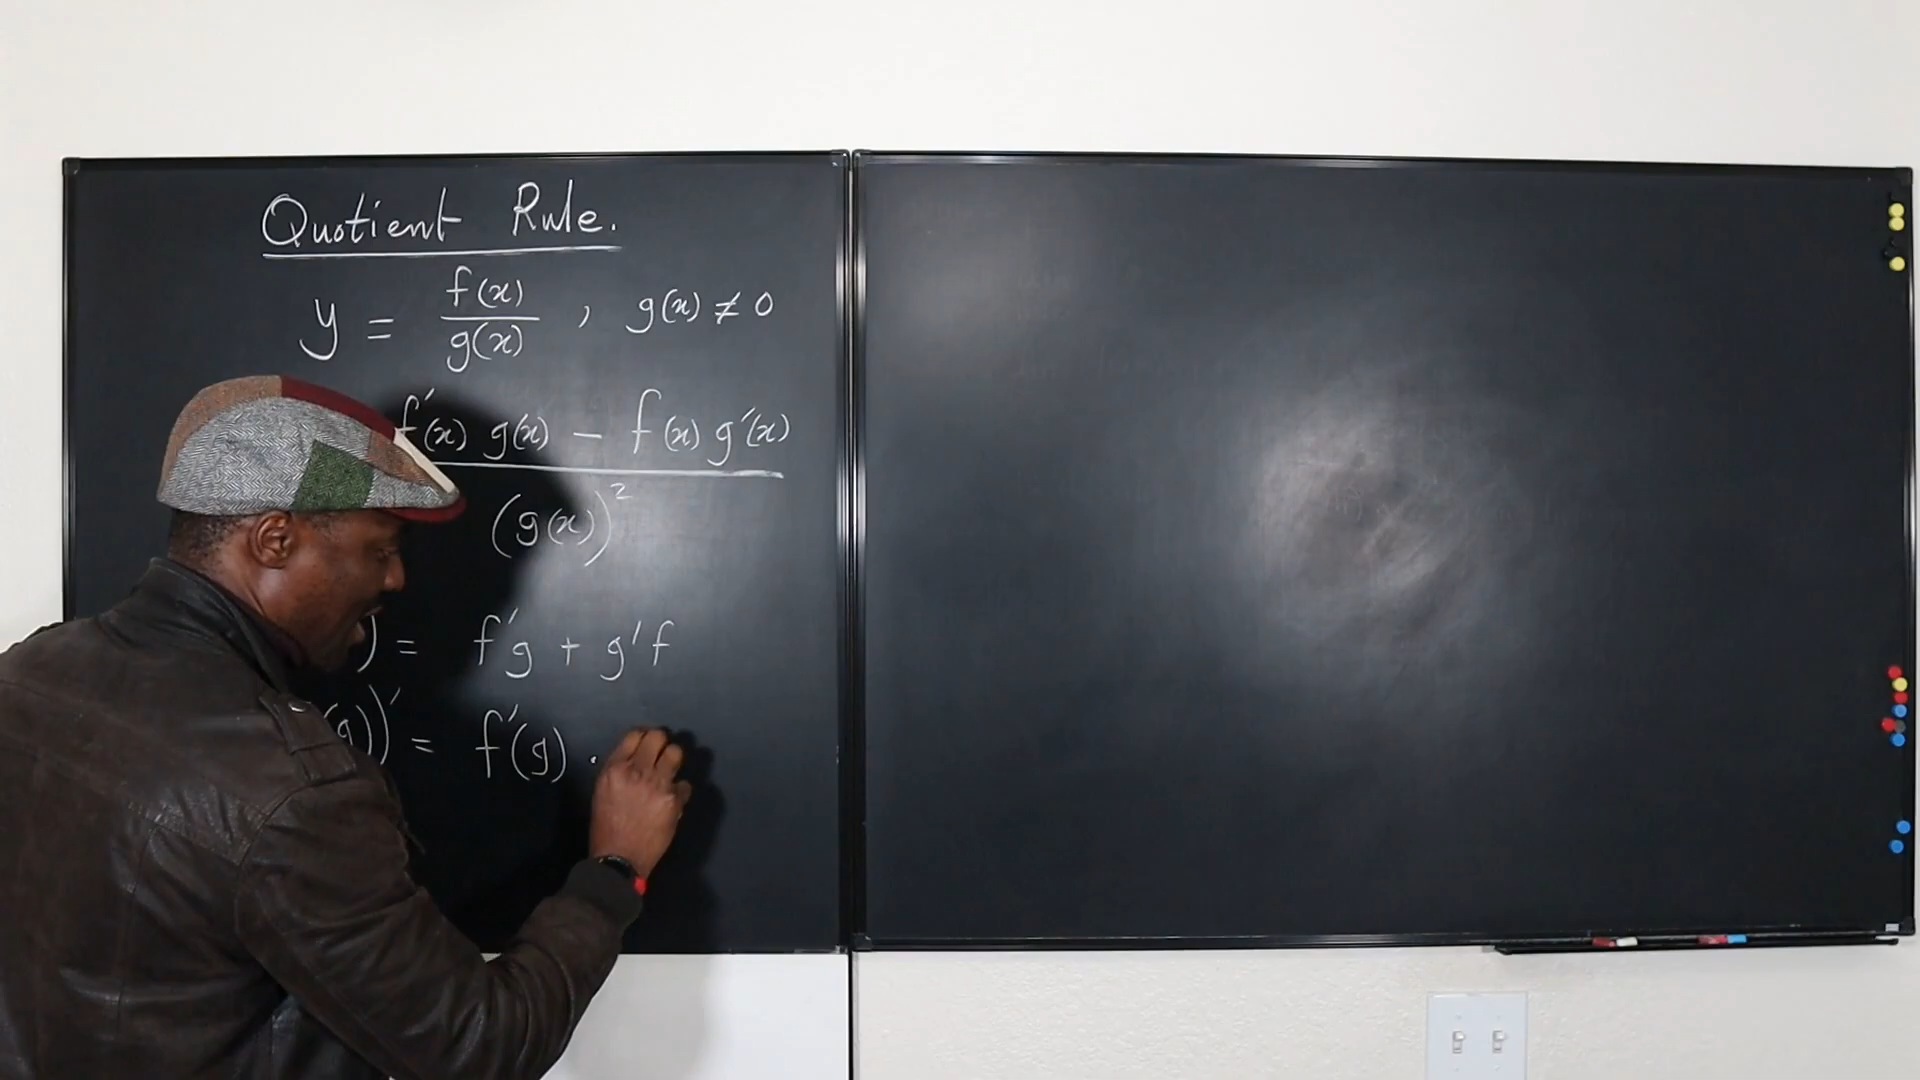 Quotient Rule.
y = f(x) / g(x) , g(x) ≠ 0
f′(x) g(x) − f(x) g′(x)
(g(x))²
) = f′g + g′f
(g))′ = f′(g) ·